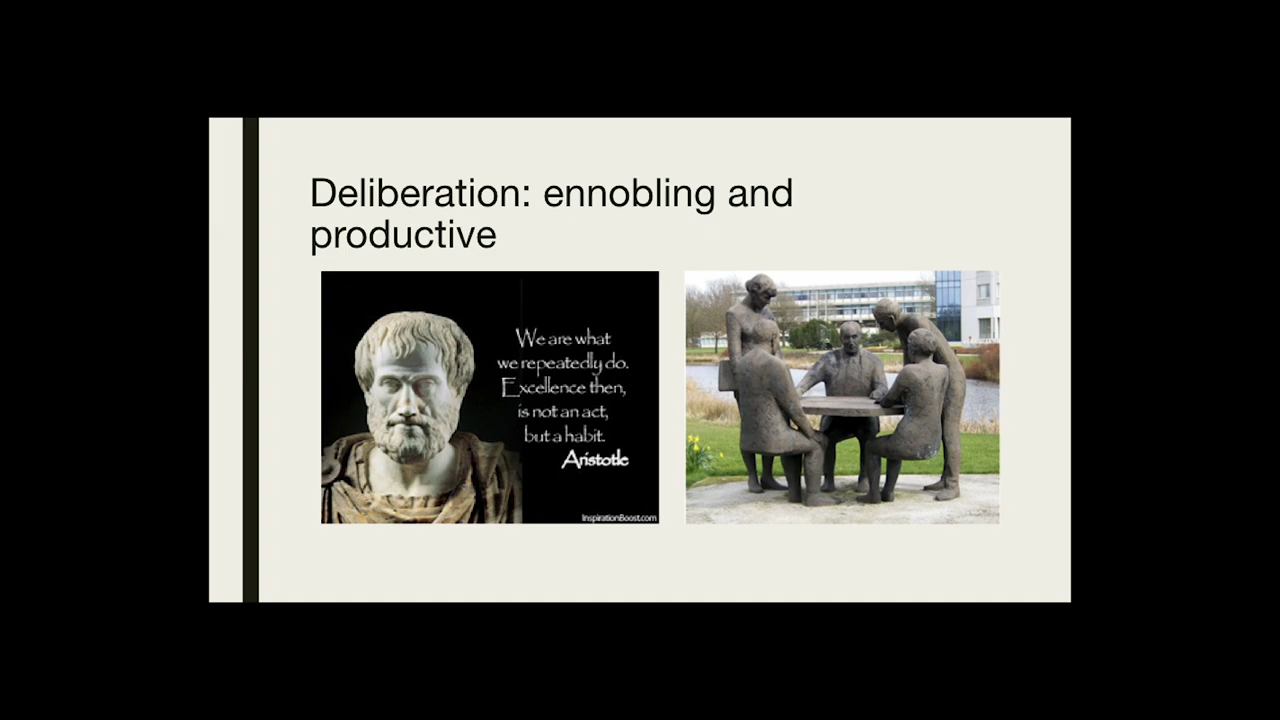 Deliberation: ennobling and
productive
We are what
we repeatedly do.
Excellence then,
is not an act,
but a habit.
Aristotle
InspirationBoost.com